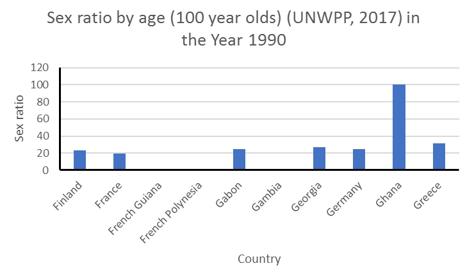 Sex ratio by age (100 year olds) (UNWPP, 2017) in
the Year 1990
120
100
80
60
40
20
0
Sex ratio
Finland
France
French Guiana
French Polynesia
Gabon
Gambia
Georgia
Germany
Ghana
Greece
Country